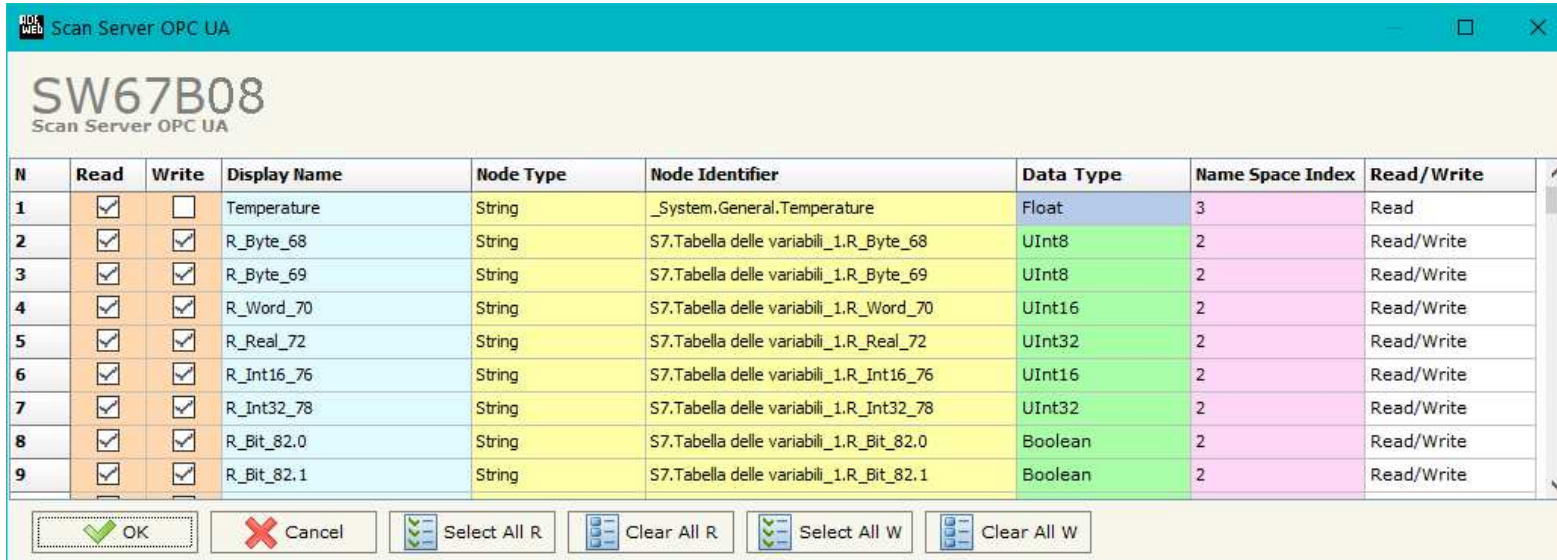 ADF WEB Scan Server OPC UA
SW67B08
Scan Server OPC UA
N Read Write Display Name Node Type Node Identifier Data Type Name Space Index Read/Write
1 Temperature String _System.General.Temperature Float 3 Read
2 R_Byte_68 String S7.Tabella delle variabili_1.R_Byte_68 UInt8 2 Read/Write
3 R_Byte_69 String S7.Tabella delle variabili_1.R_Byte_69 UInt8 2 Read/Write
4 R_Word_70 String S7.Tabella delle variabili_1.R_Word_70 UInt16 2 Read/Write
5 R_Real_72 String S7.Tabella delle variabili_1.R_Real_72 UInt32 2 Read/Write
6 R_Int16_76 String S7.Tabella delle variabili_1.R_Int16_76 UInt16 2 Read/Write
7 R_Int32_78 String S7.Tabella delle variabili_1.R_Int32_78 UInt32 2 Read/Write
8 R_Bit_82.0 String S7.Tabella delle variabili_1.R_Bit_82.0 Boolean 2 Read/Write
9 R_Bit_82.1 String S7.Tabella delle variabili_1.R_Bit_82.1 Boolean 2 Read/Write
OK Cancel Select All R Clear All R Select All W Clear All W